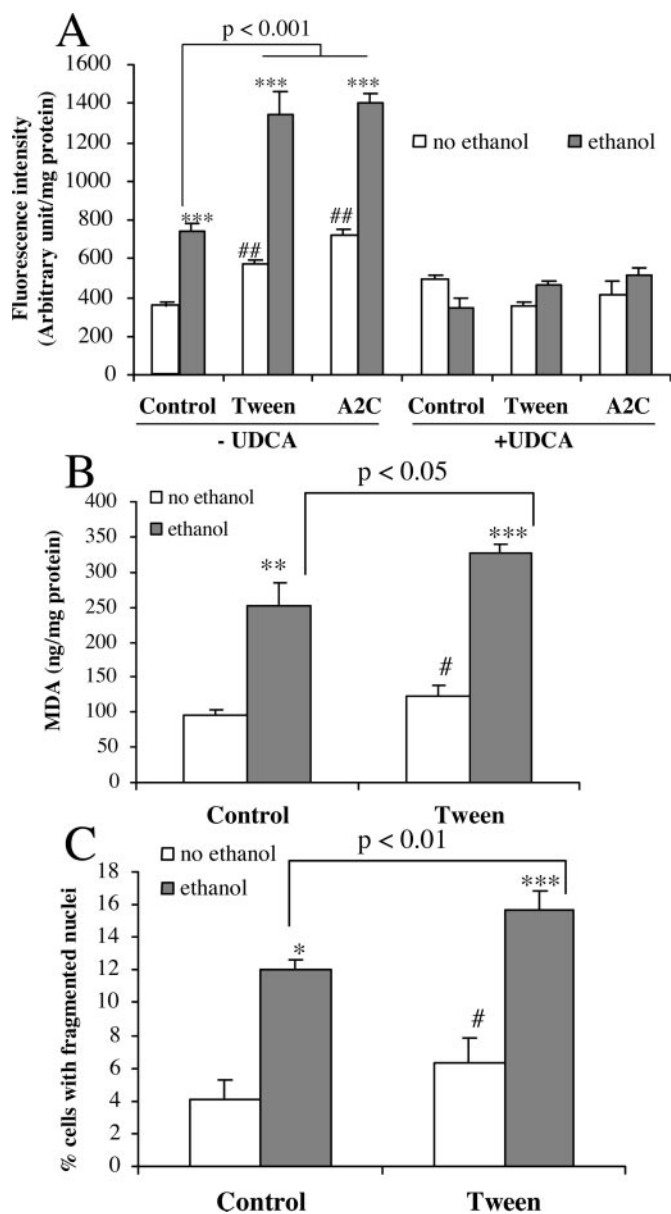 A
p < 0.001
1600
1400
1200
1000
800
600
400
200
0
Fluorescence intensity
(Arbitrary unit/mg protein)
***
***
***
##
##
no ethanol
ethanol
Control Tween A2C Control Tween A2C
- UDCA +UDCA
B
p < 0.05
400
350
300
250
200
150
100
50
0
MDA (ng/mg protein)
no ethanol
ethanol
**
***
#
Control Tween
C
p < 0.01
18
16
14
12
10
8
6
4
2
0
% cells with fragmented nuclei
no ethanol
ethanol
*
***
#
Control Tween